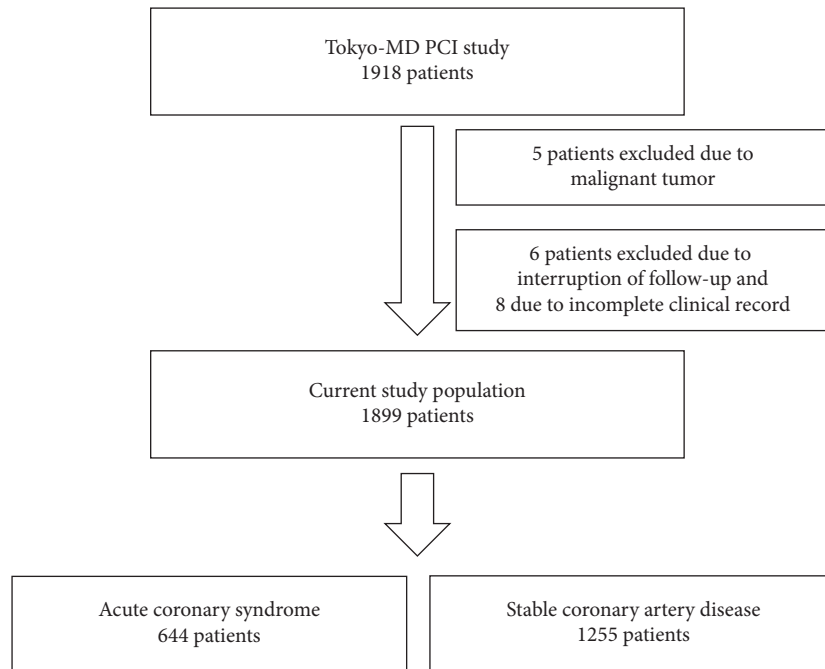 Tokyo-MD PCI study
1918 patients
5 patients excluded due to
malignant tumor
6 patients excluded due to
interruption of follow-up and
8 due to incomplete clinical record
Current study population
1899 patients
Acute coronary syndrome
644 patients
Stable coronary artery disease
1255 patients